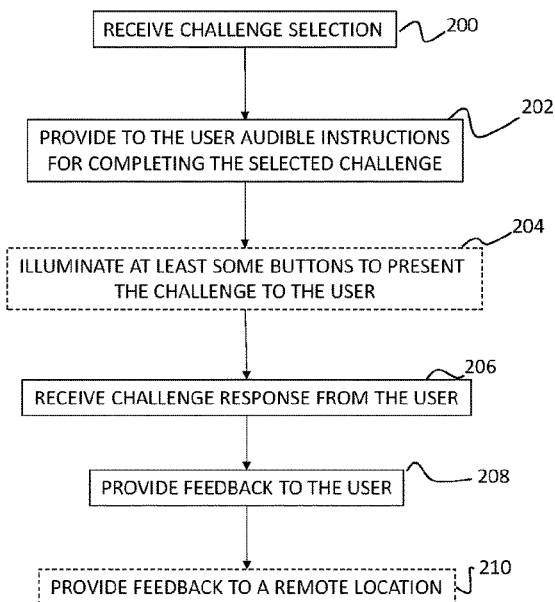 RECEIVE CHALLENGE SELECTION
200
202
PROVIDE TO THE USER AUDIBLE INSTRUCTIONS
FOR COMPLETING THE SELECTED CHALLENGE
204
ILLUMINATE AT LEAST SOME BUTTONS TO PRESENT
THE CHALLENGE TO THE USER
206
RECEIVE CHALLENGE RESPONSE FROM THE USER
208
PROVIDE FEEDBACK TO THE USER
210
PROVIDE FEEDBACK TO A REMOTE LOCATION